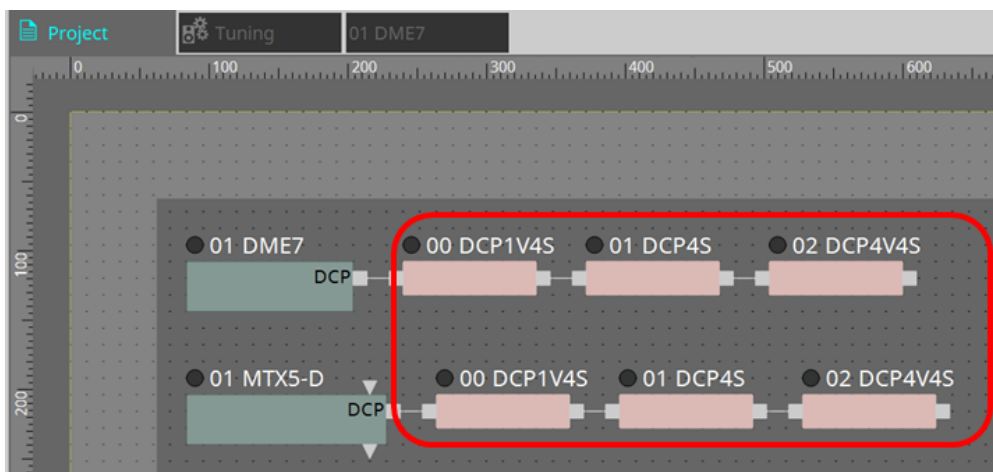 Project Tuning 01 DME7
0 100 200 300 400 500 600
0
01 DME7 00 DCP1V4S 01 DCP4S 02 DCP4V4S
100
DCP
01 MTX5-D 00 DCP1V4S 01 DCP4S 02 DCP4V4S
200
DCP